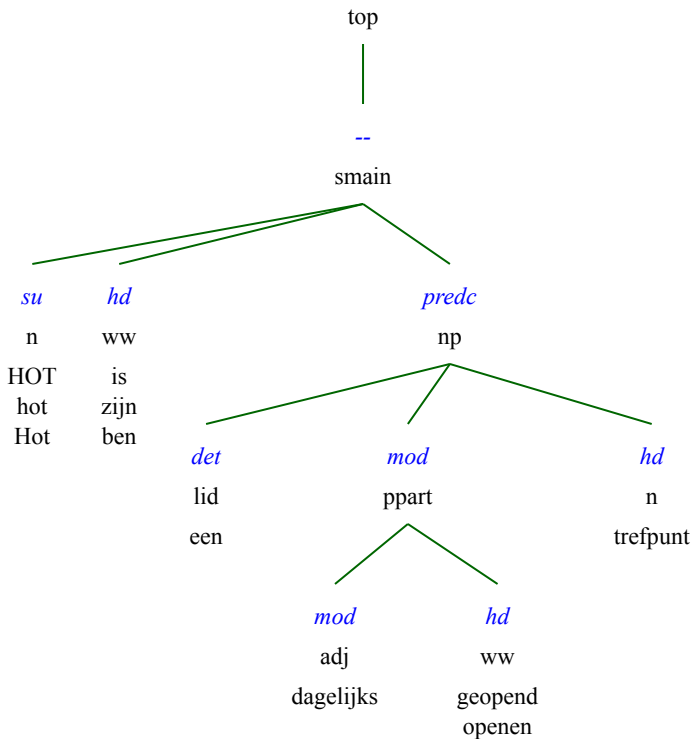 top
--
smain
su hd predc
n ww np
HOT is
hot zijn
Hot ben
det mod hd
lid ppart n
een trefpunt
mod hd
adj ww
dagelijks geopend
openen